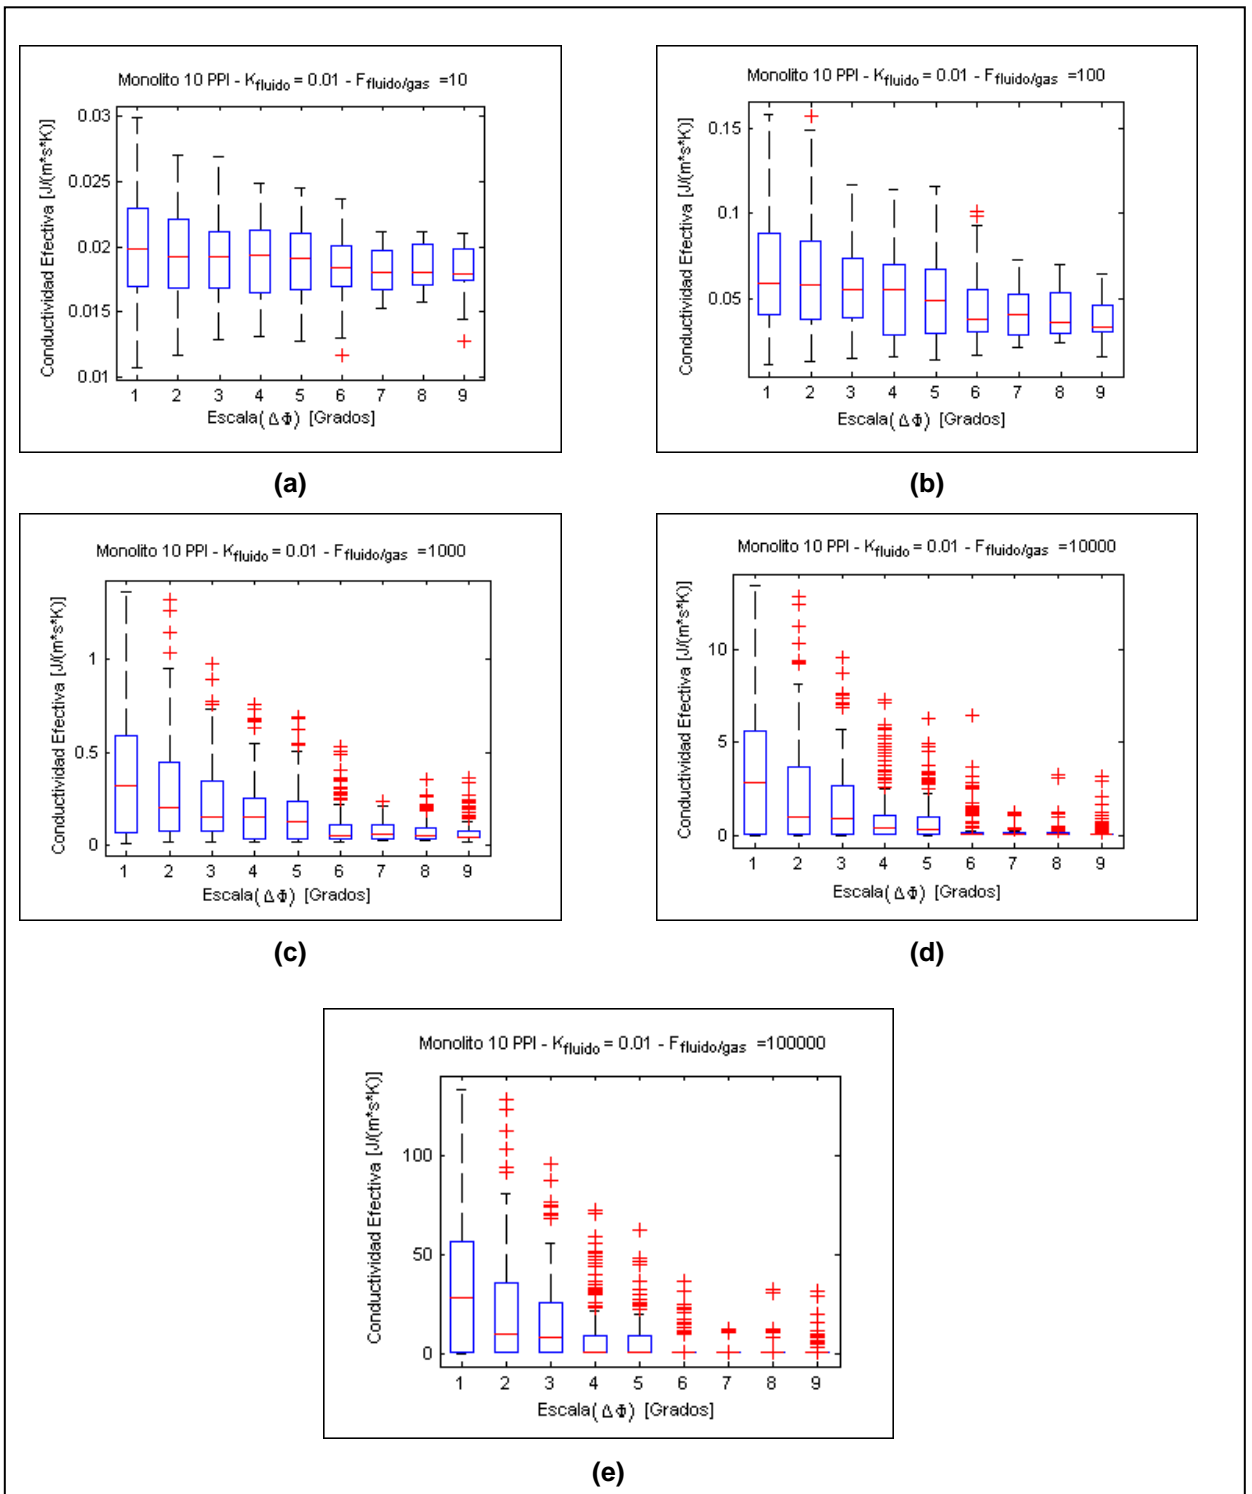 Monolito 10 PPI - Kfluido = 0.01 - Ffluido/gas =10
Conductividad Efectiva [J/(m*s*K)]
0.03
0.025
0.02
0.015
0.01
1 2 3 4 5 6 7 8 9
Escala(ΔΦ) [Grados]
(a)
Monolito 10 PPI - Kfluido = 0.01 - Ffluido/gas =100
Conductividad Efectiva [J/(m*s*K)]
0.15
0.1
0.05
1 2 3 4 5 6 7 8 9
Escala(ΔΦ) [Grados]
(b)
Monolito 10 PPI - Kfluido = 0.01 - Ffluido/gas =1000
Conductividad Efectiva [J/(m*s*K)]
1
0.5
0
1 2 3 4 5 6 7 8 9
Escala(ΔΦ) [Grados]
(c)
Monolito 10 PPI - Kfluido = 0.01 - Ffluido/gas =10000
Conductividad Efectiva [J/(m*s*K)]
10
5
0
1 2 3 4 5 6 7 8 9
Escala(ΔΦ) [Grados]
(d)
Monolito 10 PPI - Kfluido = 0.01 - Ffluido/gas =100000
Conductividad Efectiva [J/(m*s*K)]
100
50
0
1 2 3 4 5 6 7 8 9
Escala(ΔΦ) [Grados]
(e)